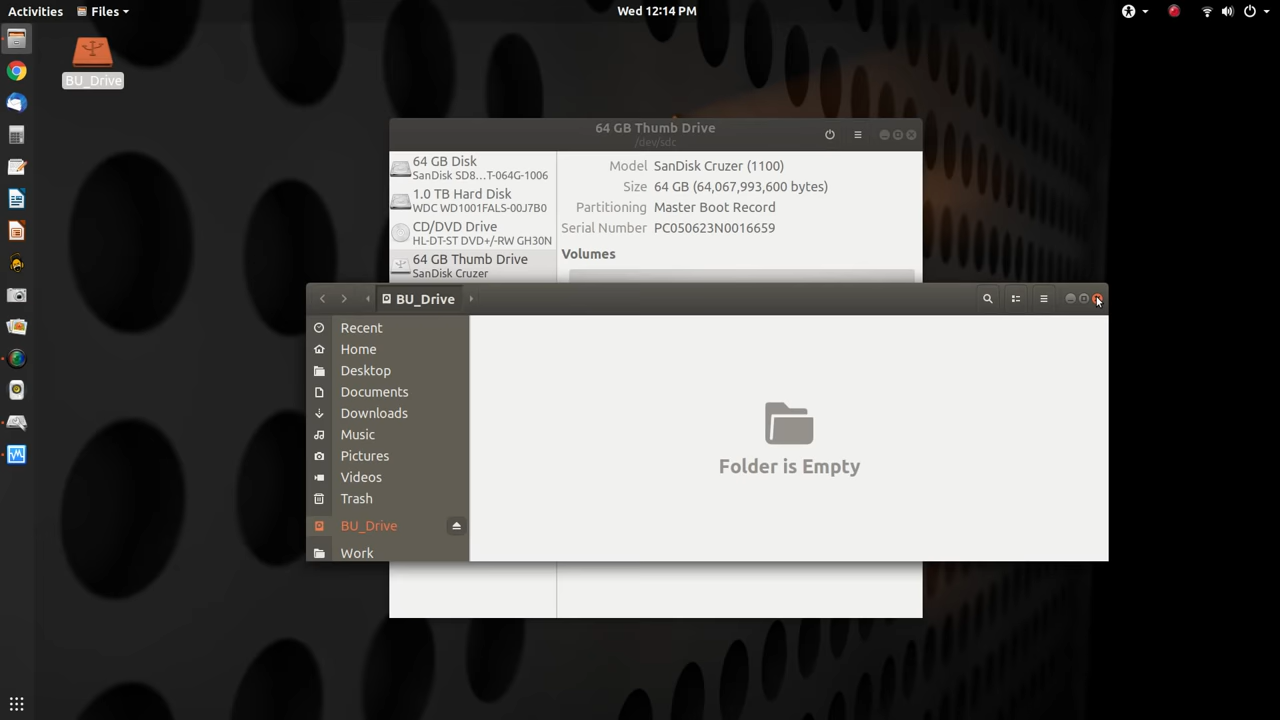 Activities
Files
Wed 12:14 PM
BU_Drive
64 GB Thumb Drive
/dev/sdc
64 GB Disk
SanDisk SD8...T-064G-1006
1.0 TB Hard Disk
WDC WD1001FALS-00J7B0
CD/DVD Drive
HL-DT-ST DVD+/-RW GH30N
64 GB Thumb Drive
SanDisk Cruzer
Model SanDisk Cruzer (1100)
Size 64 GB (64,067,993,600 bytes)
Partitioning Master Boot Record
Serial Number PC050623N0016659
Volumes
BU_Drive
Recent
Home
Desktop
Documents
Downloads
Music
Pictures
Videos
Trash
BU_Drive
Work
Folder is Empty